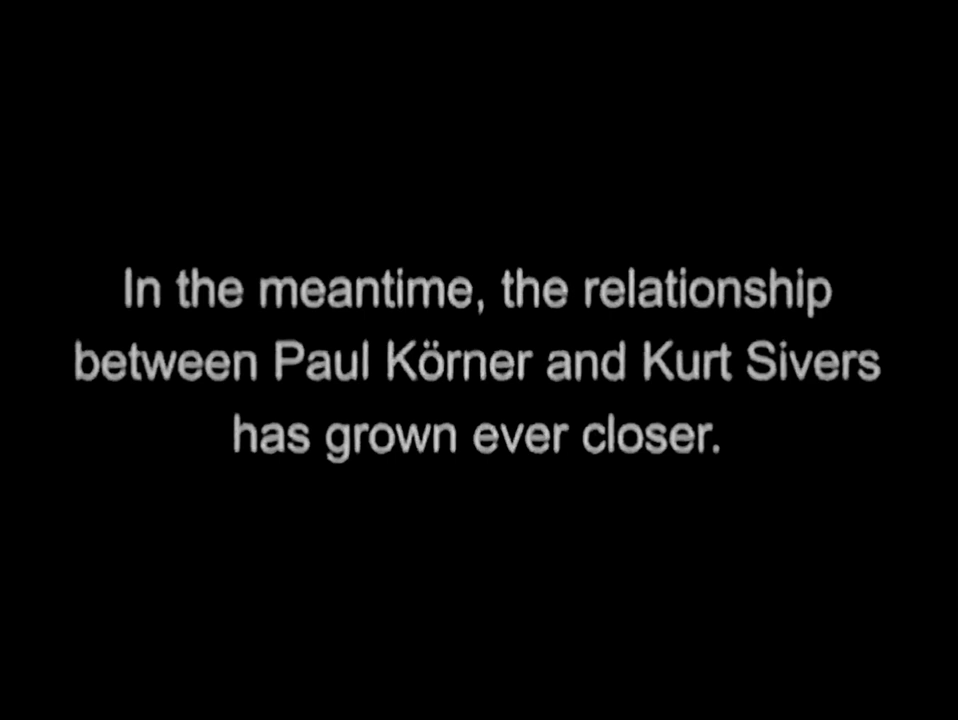 In the meantime, the relationship
between Paul Körner and Kurt Sivers
has grown ever closer.